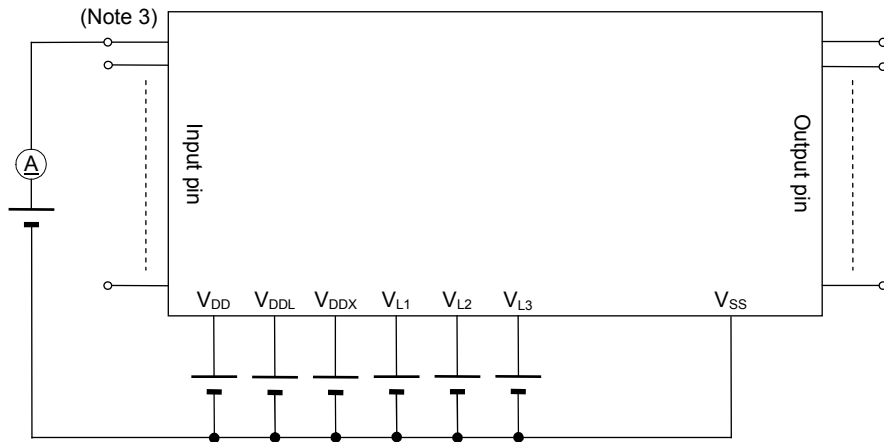 (Note 3)
A
Input pin
Output pin
VDD VDDL VDDX VL1 VL2 VL3 VSS